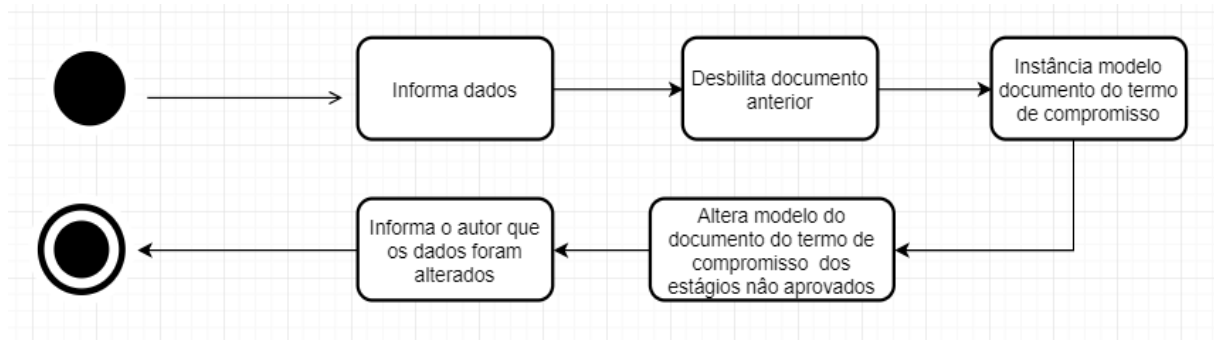 Informa dados
Desbilita documento
anterior
Instância modelo
documento do termo
de compromisso
Altera modelo do
documento do termo de
compromisso dos
estágios nâo aprovados
Informa o autor que
os dados foram
alterados